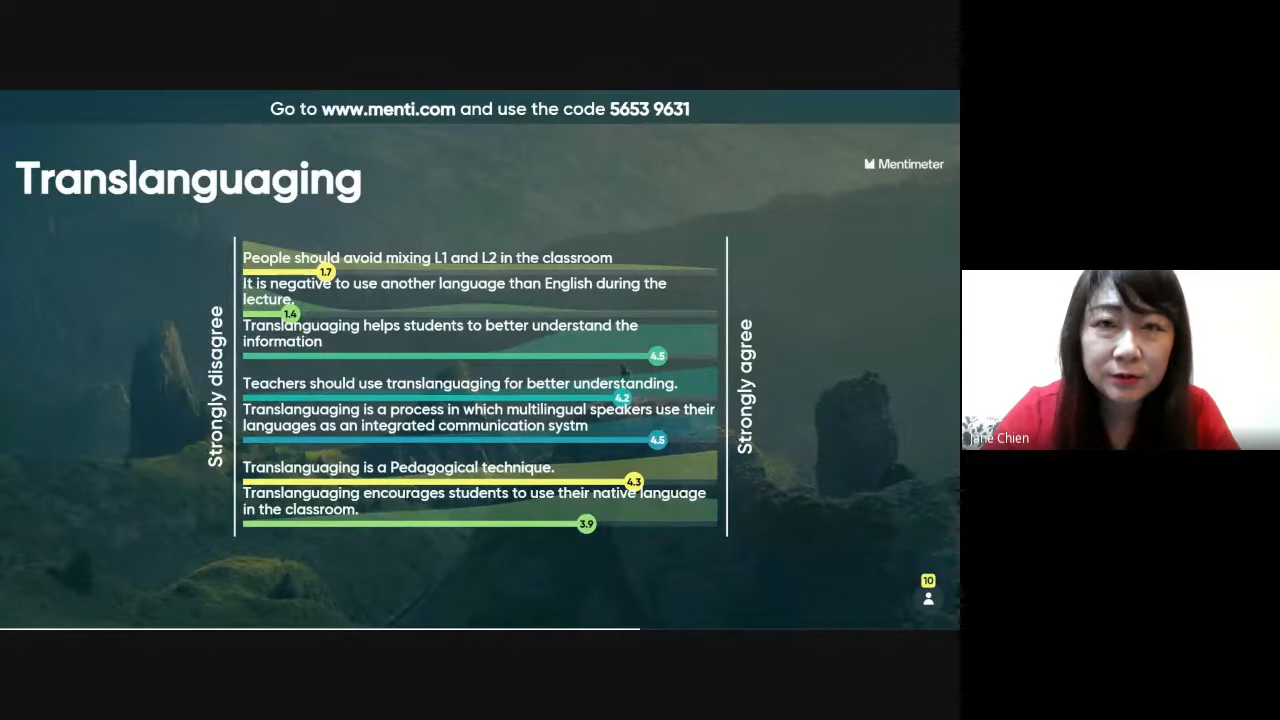 Go to www.menti.com and use the code 5653 9631
Translanguaging
Mentimeter
People should avoid mixing L1 and L2 in the classroom
1.7
It is negative to use another language than English during the
lecture.
1.4
Translanguaging helps students to better understand the
information
4.5
Teachers should use translanguaging for better understanding.
4.2
Translanguaging is a process in which multilingual speakers use their
languages as an integrated communication systm
4.5
Translanguaging is a Pedagogical technique.
4.3
Translanguaging encourages students to use their native language
in the classroom.
3.9
Strongly disagree
Strongly agree
10
Jane Chien